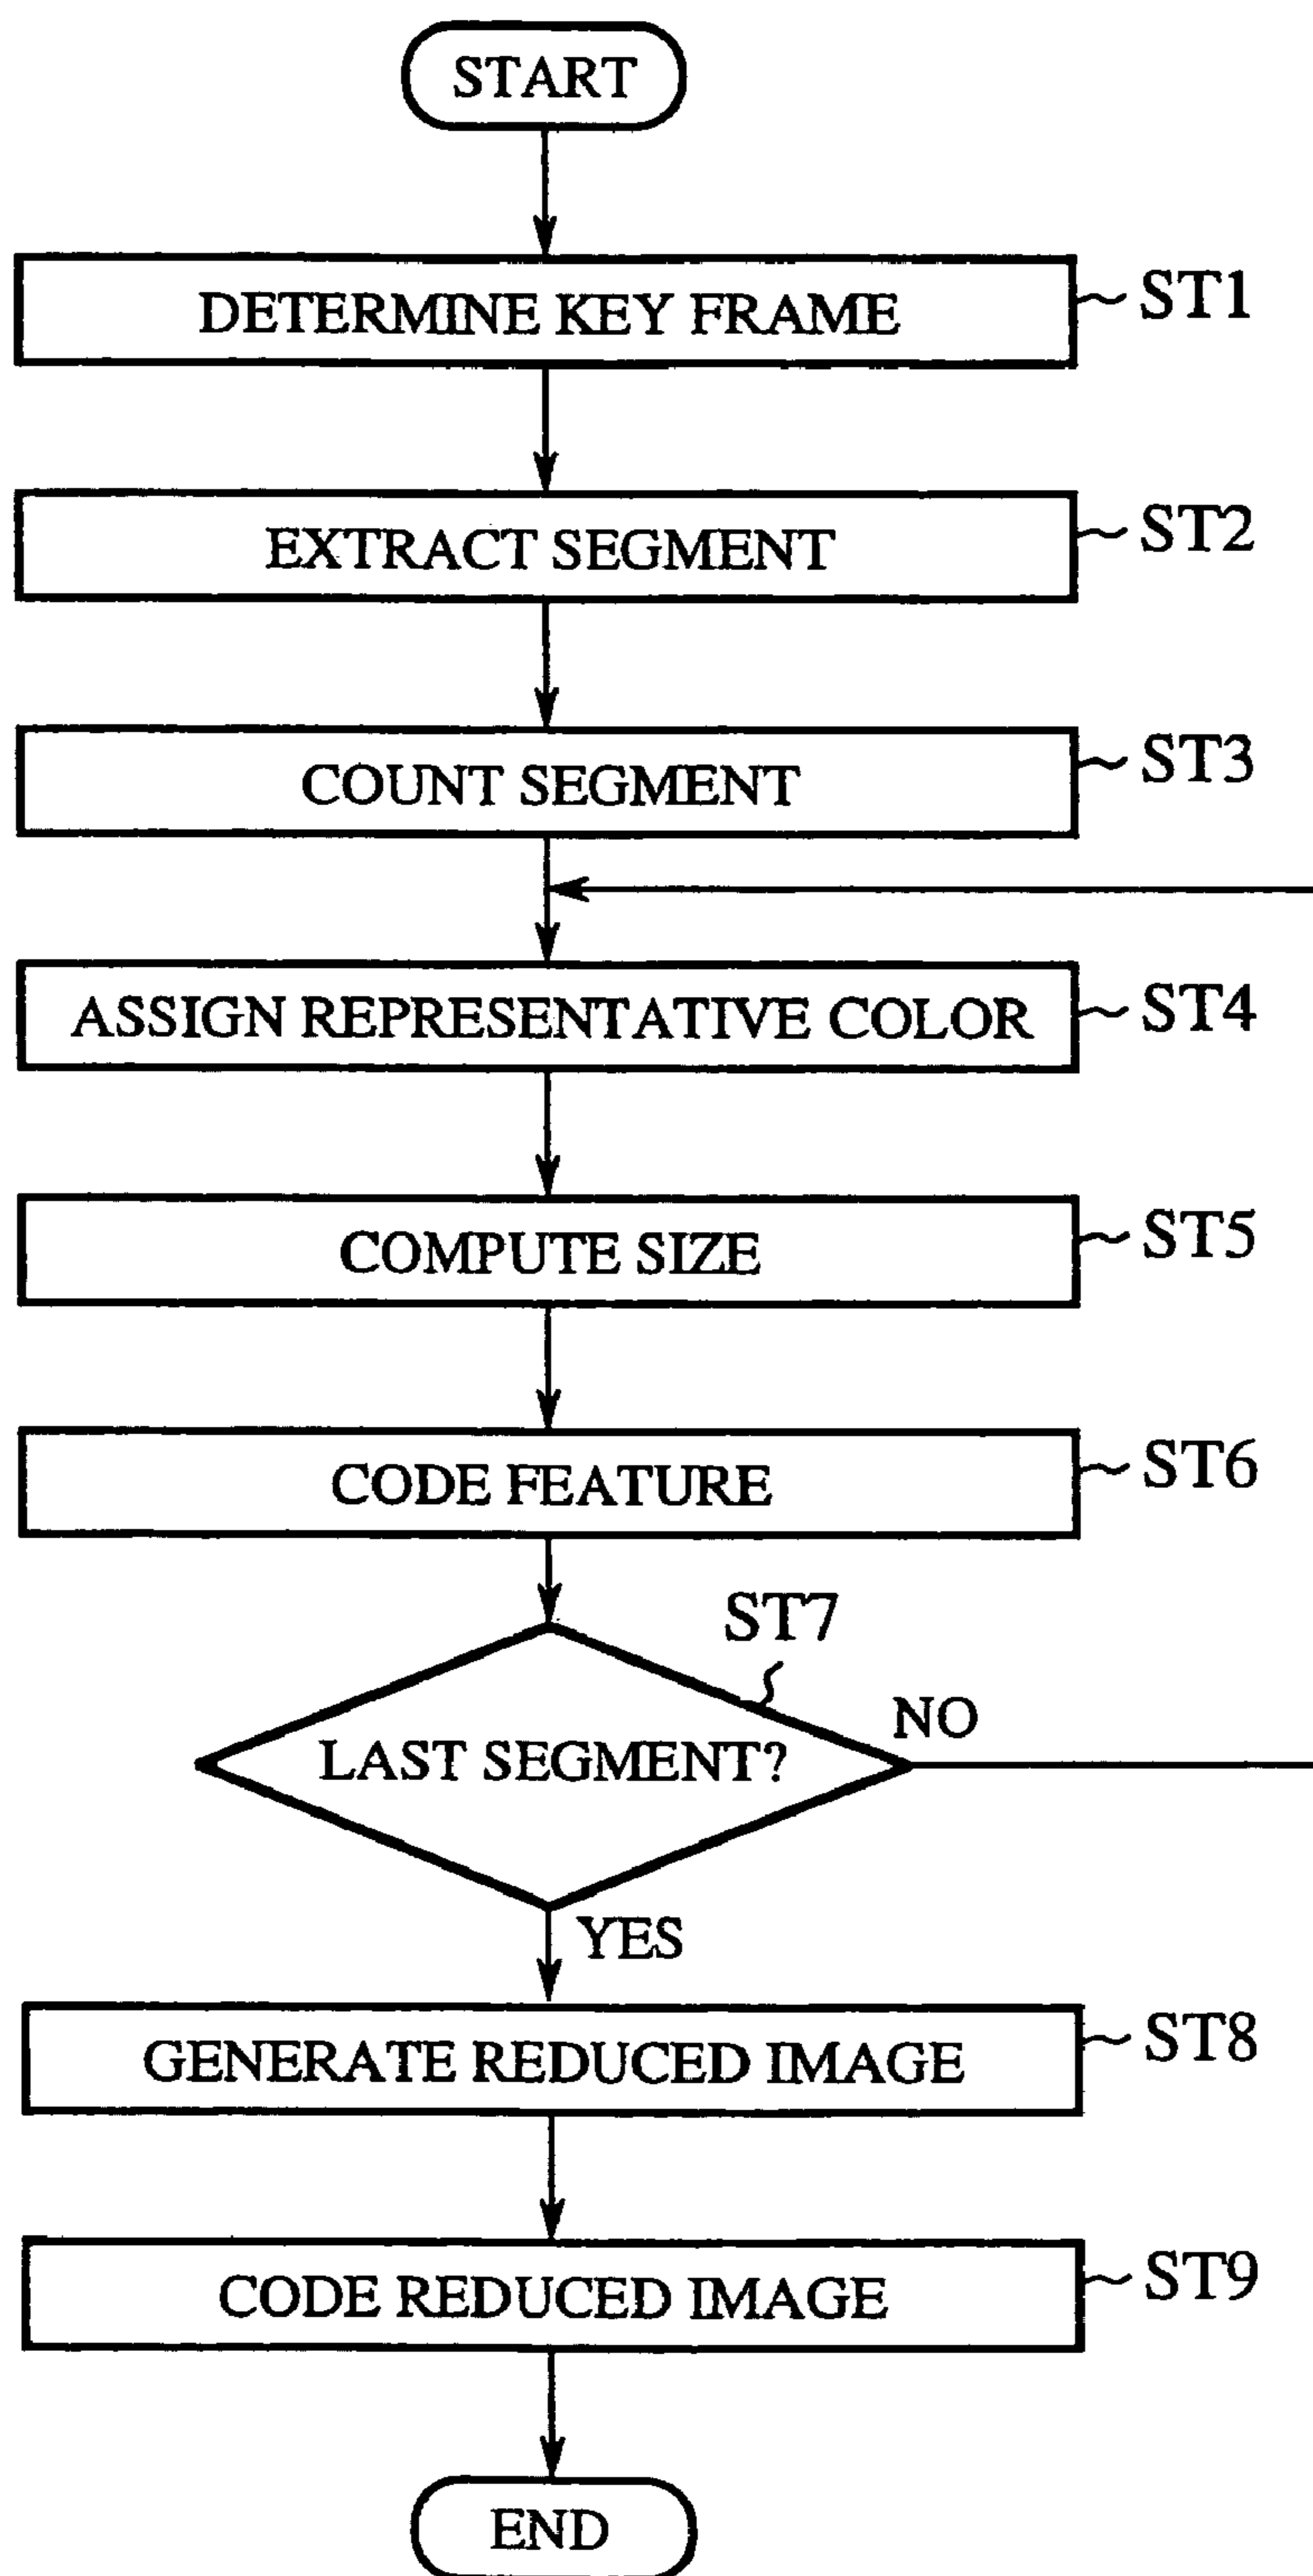 START
DETERMINE KEY FRAME
ST1
EXTRACT SEGMENT
ST2
COUNT SEGMENT
ST3
ASSIGN REPRESENTATIVE COLOR
ST4
COMPUTE SIZE
ST5
CODE FEATURE
ST6
ST7
NO
LAST SEGMENT?
YES
GENERATE REDUCED IMAGE
ST8
CODE REDUCED IMAGE
ST9
END